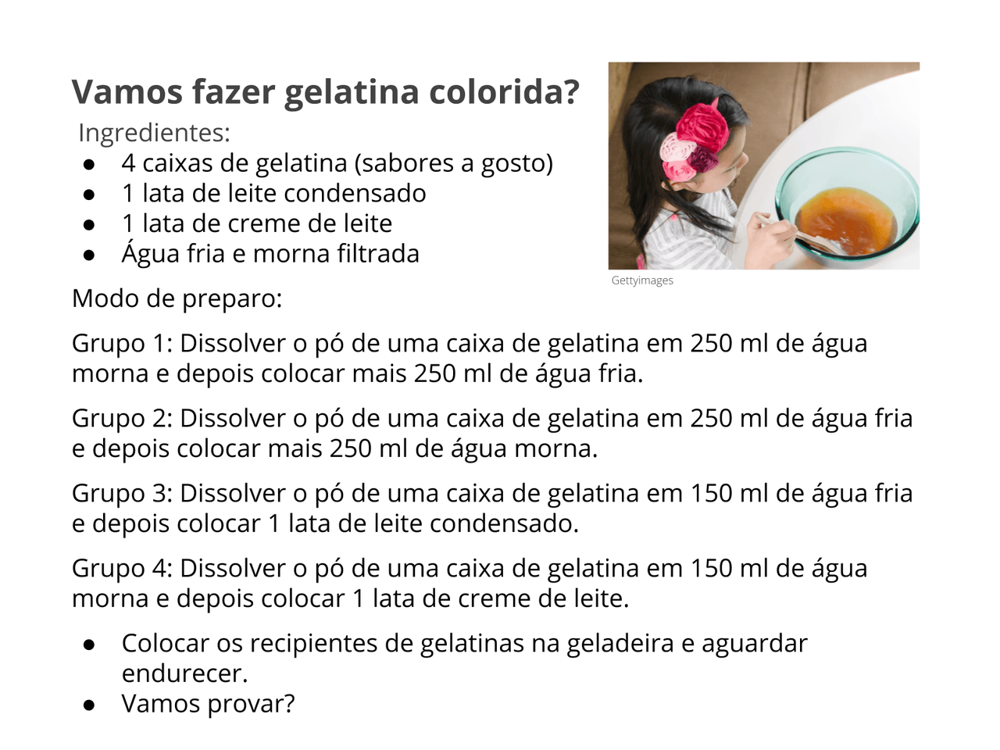 Vamos fazer gelatina colorida?
Ingredientes:
● 4 caixas de gelatina (sabores a gosto)
● 1 lata de leite condensado
● 1 lata de creme de leite
● Água fria e morna filtrada
Gettyimages
Modo de preparo:
Grupo 1: Dissolver o pó de uma caixa de gelatina em 250 ml de água
morna e depois colocar mais 250 ml de água fria.
Grupo 2: Dissolver o pó de uma caixa de gelatina em 250 ml de água fria
e depois colocar mais 250 ml de água morna.
Grupo 3: Dissolver o pó de uma caixa de gelatina em 150 ml de água fria
e depois colocar 1 lata de leite condensado.
Grupo 4: Dissolver o pó de uma caixa de gelatina em 150 ml de água
morna e depois colocar 1 lata de creme de leite.
● Colocar os recipientes de gelatinas na geladeira e aguardar
endurecer.
● Vamos provar?